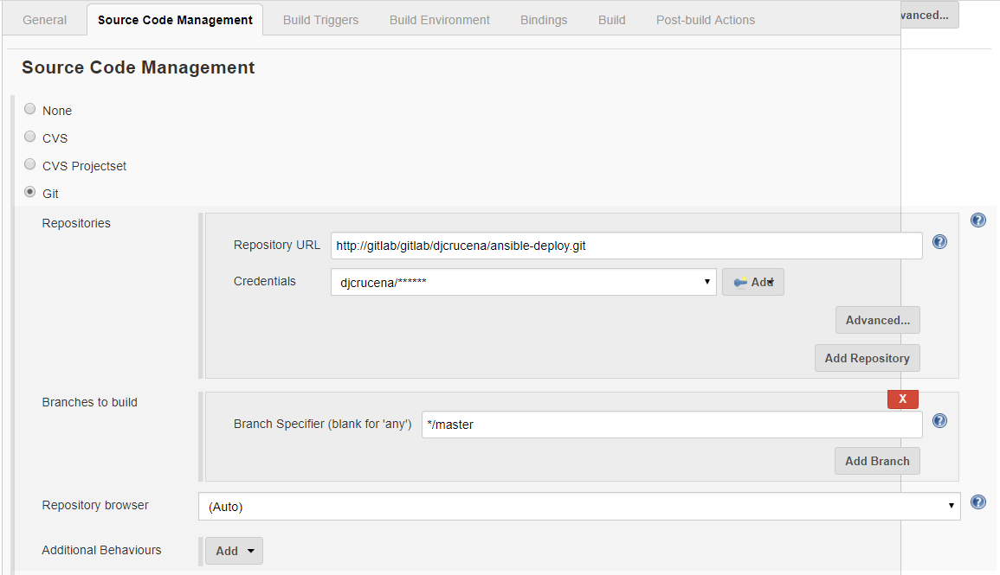 General Source Code Management Build Triggers Build Environment Bindings Build Post-build Actions vanced...
Source Code Management
None
CVS
CVS Projectset
Git
Repositories
Repository URL http://gitlab/gitlab/djcrucena/ansible-deploy.git
Credentials djcrucena/****** Add
Advanced...
Add Repository
Branches to build
X
Branch Specifier (blank for 'any') */master
Add Branch
Repository browser (Auto)
Additional Behaviours Add